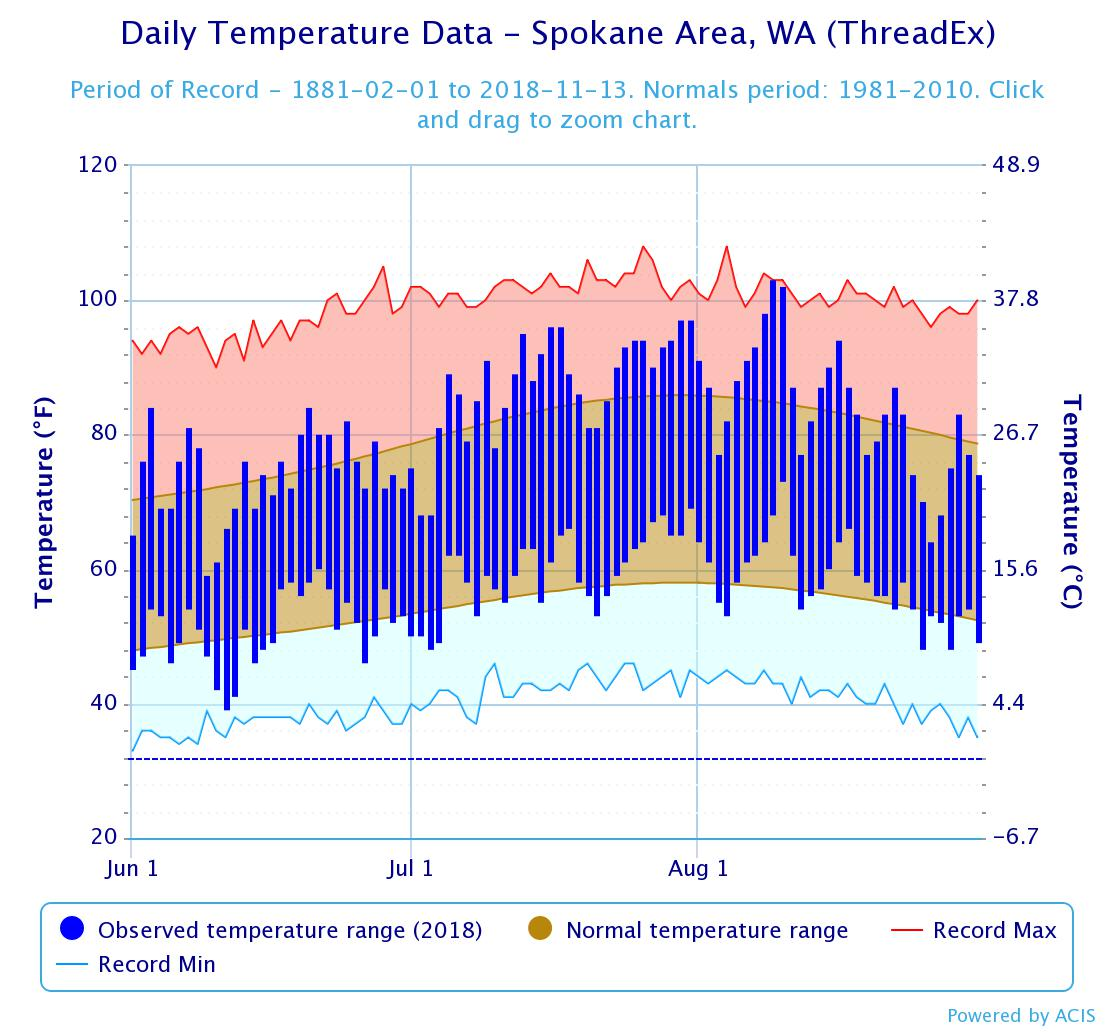 Daily Temperature Data – Spokane Area, WA (ThreadEx)
Period of Record – 1881–02–01 to 2018–11–13. Normals period: 1981–2010. Click
and drag to zoom chart.
120 48.9
100 37.8
80 26.7
Temperature (°F) Temperature (°C)
60 15.6
40 4.4
20 –6.7
Jun 1 Jul 1 Aug 1
Observed temperature range (2018) Normal temperature range Record Max
Record Min
Powered by ACIS